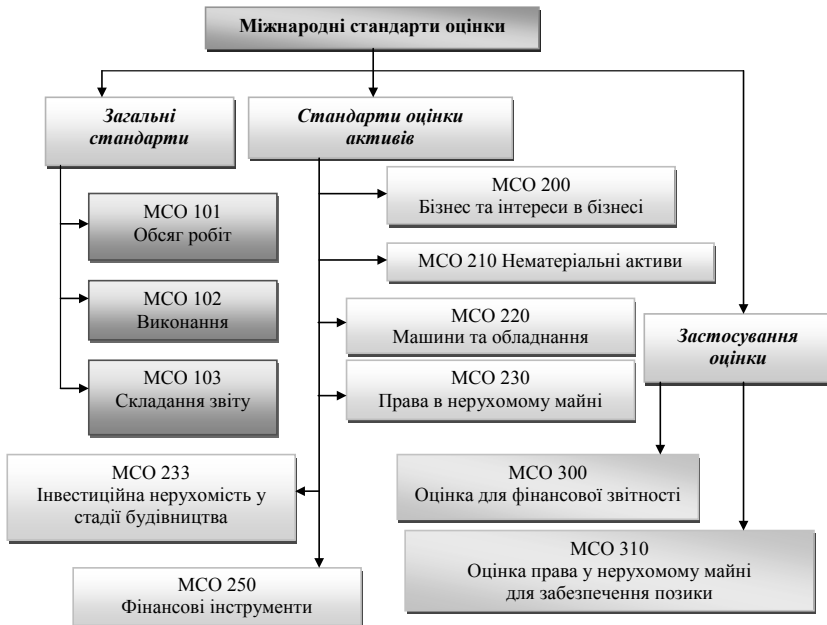 Міжнародні стандарти оцінки
Загальні
стандарти
Стандарти оцінки
активів
МСО 200
Бізнес та інтереси в бізнесі
МСО 101
Обсяг робіт
МСО 210 Нематеріальні активи
МСО 102
Виконання
МСО 220
Машини та обладнання
Застосування
оцінки
МСО 103
Складання звіту
МСО 230
Права в нерухомому майні
МСО 233
Інвестиційна нерухомість у
стадії будівництва
МСО 300
Оцінка для фінансової звітності
МСО 250
Фінансові інструменти
МСО 310
Оцінка права у нерухомому майні
для забезпечення позики